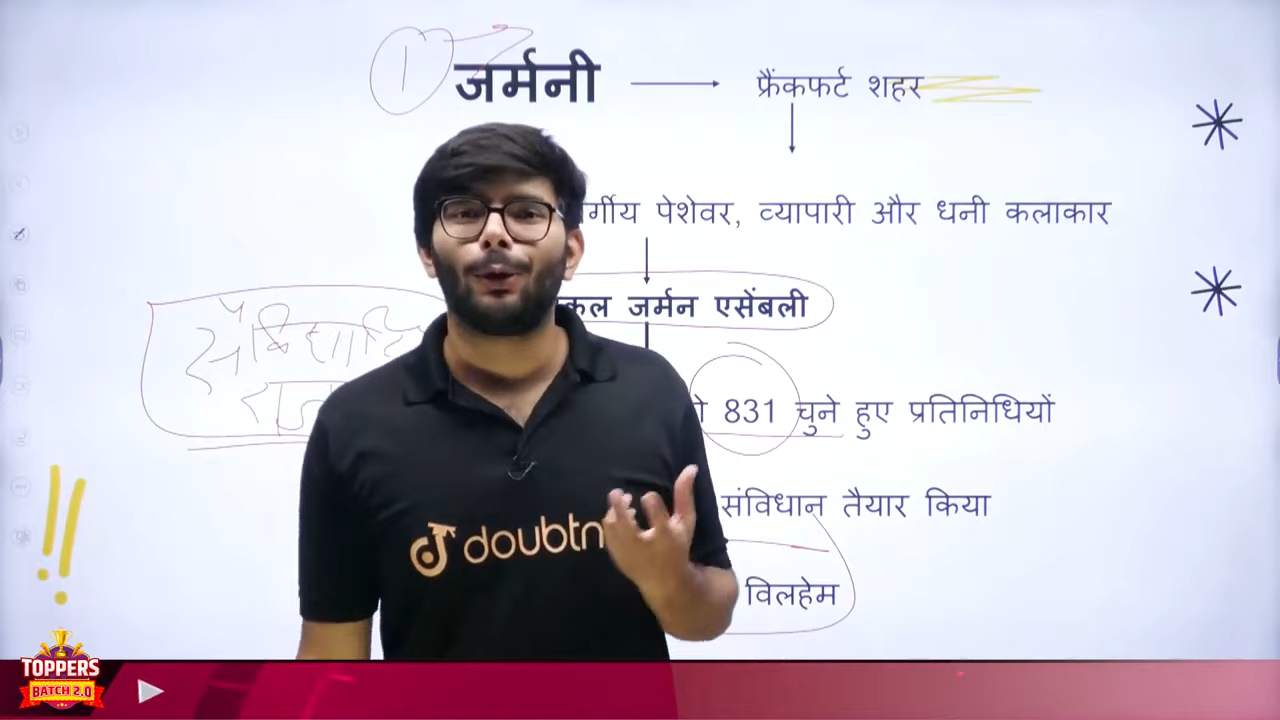 1 जर्मनी फ्रैंकफर्ट शहर
पेशेवर, व्यापारी और धनी कलाकार
जर्मन एसेंबली
831 चुने हुए प्रतिनिधियों
संविधान तैयार किया
विलहेम
!!
doubtn
TOPPERS
BATCH 2.0